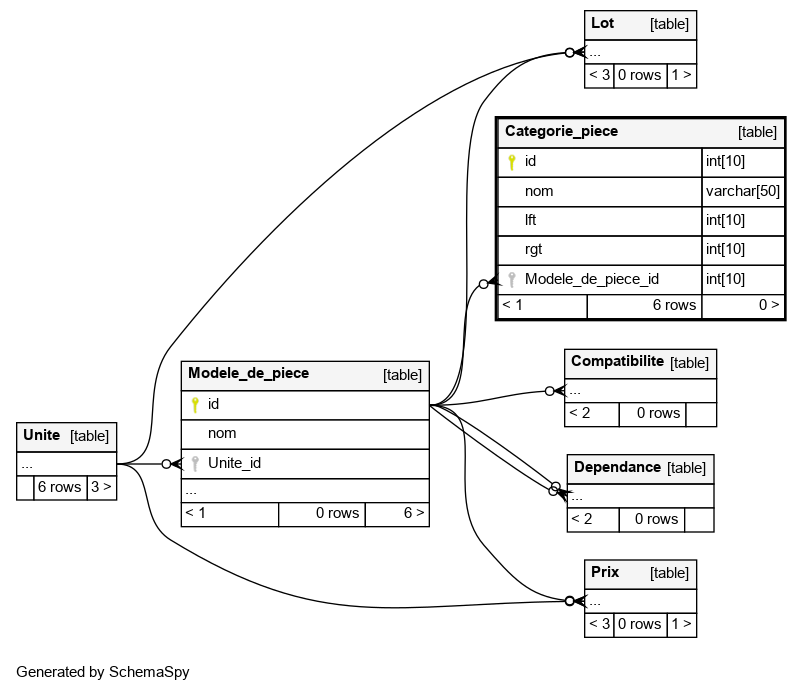 Lot [table]
...
< 3 0 rows 1 >
Categorie_piece [table]
id int[10]
nom varchar[50]
lft int[10]
rgt int[10]
Modele_de_piece_id int[10]
< 1 6 rows 0 >
Modele_de_piece [table]
id
nom
Unite_id
...
< 1 0 rows 6 >
Unite [table]
...
6 rows 3 >
Compatibilite [table]
...
< 2 0 rows
Dependance [table]
...
< 2 0 rows
Prix [table]
...
< 3 0 rows 1 >
Generated by SchemaSpy